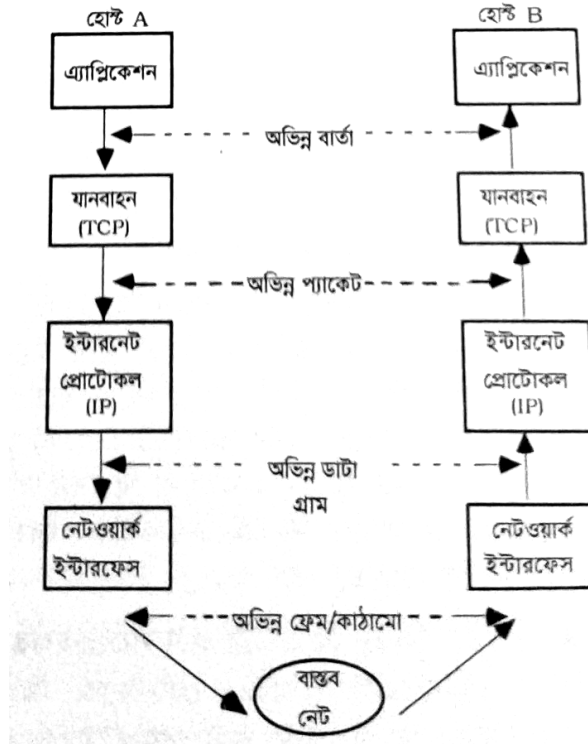 হোস্ট A
হোস্ট B
এ্যাপ্লিকেশন
এ্যাপ্লিকেশন
অভিন্ন বার্তা
যানবাহন
(TCP)
যানবাহন
(TCP)
অভিন্ন প্যাকেট
ইন্টারনেট
প্রোটোকল
(IP)
ইন্টারনেট
প্রোটোকল
(IP)
অভিন্ন ডাটা
গ্রাম
নেটওয়ার্ক
ইন্টারফেস
নেটওয়ার্ক
ইন্টারফেস
অভিন্ন ফ্রেম/কাঠামো
বাস্তব
নেট